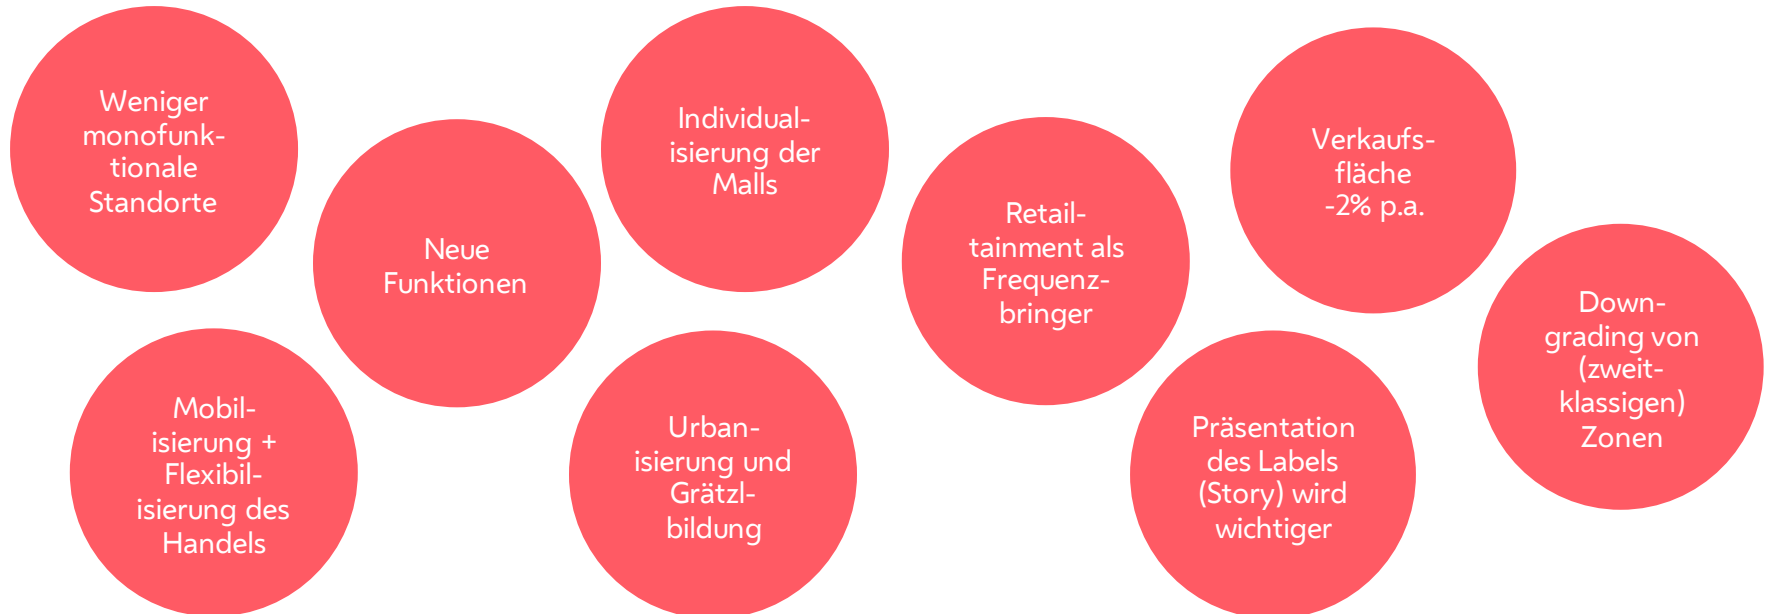 Weniger
monofunk-
tionale
Standorte
Neue
Funktionen
Individual-
isierung der
Malls
Retail-
tainment als
Frequenz-
bringer
Verkaufs-
fläche
-2% p.a.
Down-
grading von
(zweit-
klassigen)
Zonen
Mobil-
isierung +
Flexibil-
isierung des
Handels
Urban-
isierung und
Grätzl-
bildung
Präsentation
des Labels
(Story) wird
wichtiger